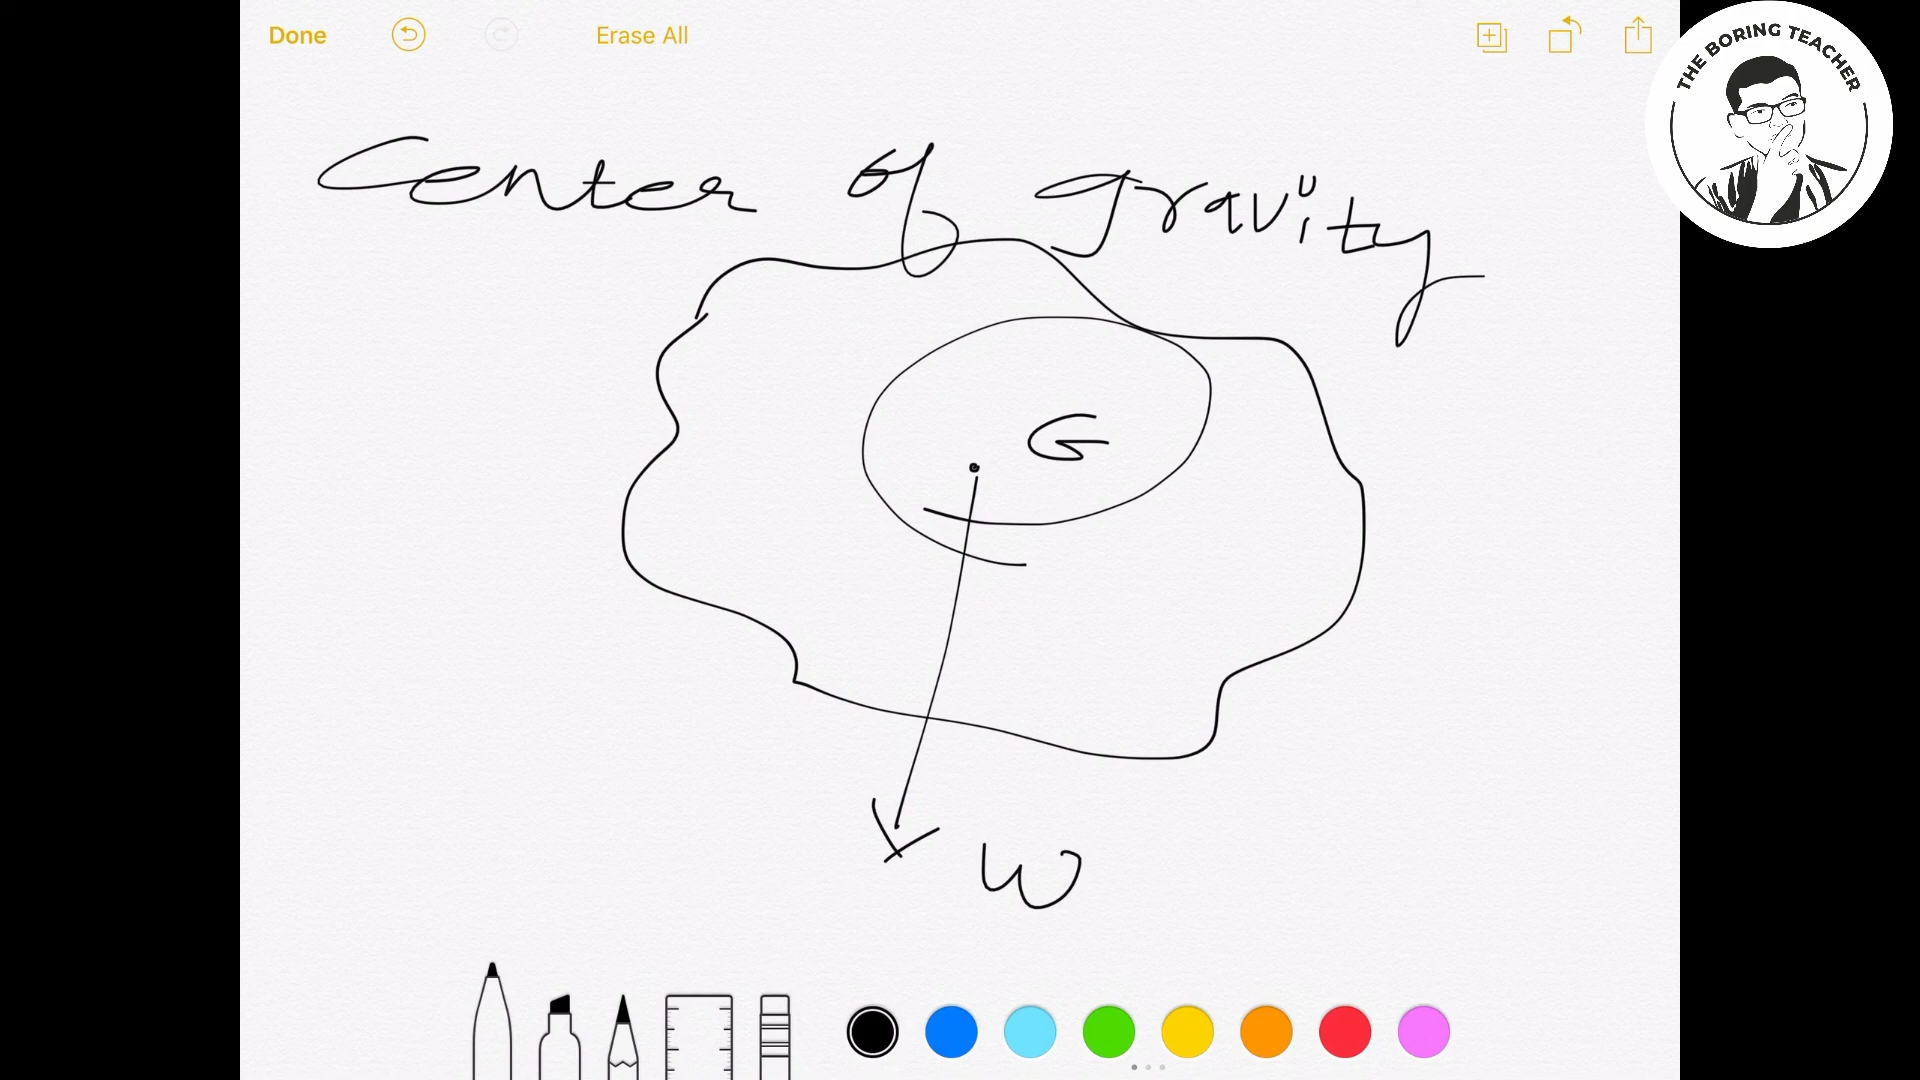 Done Erase All
THE BORING TEACHER
Center of gravity
G
W